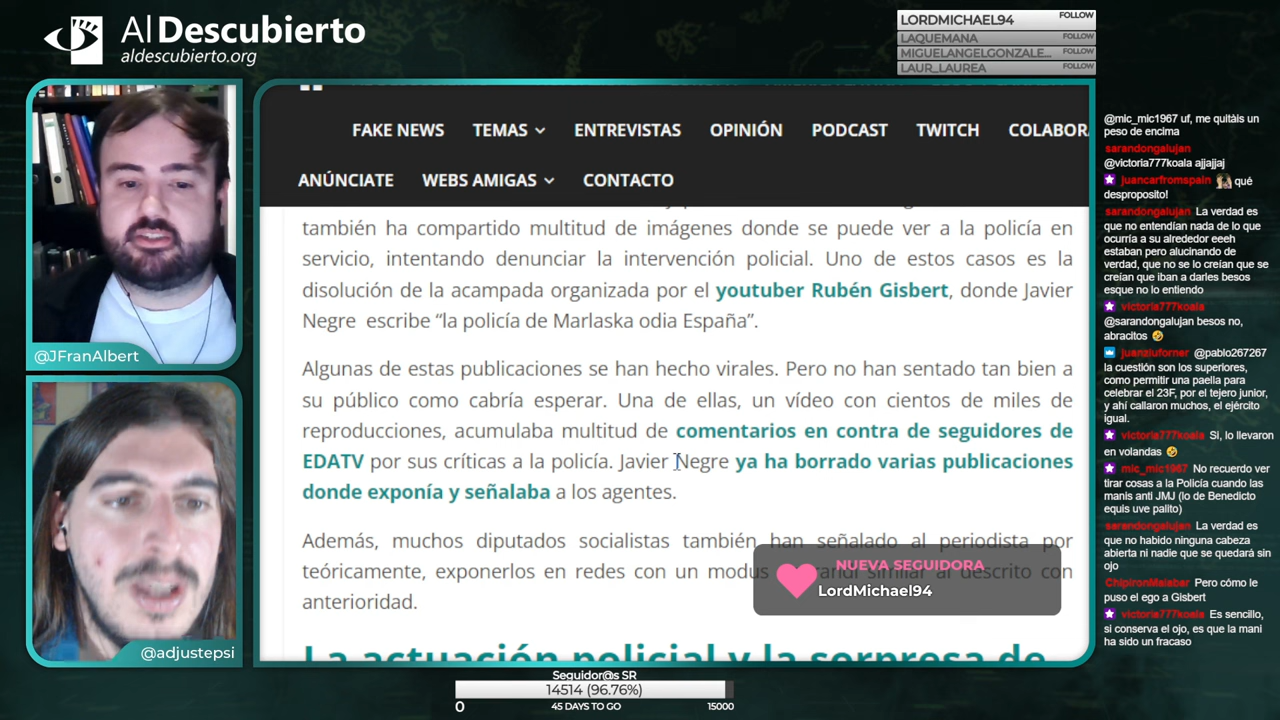 Al Descubierto
aldescubierto.org
LORDMICHAEL94 FOLLOW
LAQUEMANA FOLLOW
MIGUELANGELGONZALE... FOLLOW
LAUR_LAUREA FOLLOW
@JFranAlbert
@adjustepsi
FAKE NEWS TEMAS ENTREVISTAS OPINIÓN PODCAST TWITCH COLABORA
ANÚNCIATE WEBS AMIGAS CONTACTO
también ha compartido multitud de imágenes donde se puede ver a la policía en
servicio, intentando denunciar la intervención policial. Uno de estos casos es la
disolución de la acampada organizada por el youtuber Rubén Gisbert, donde Javier
Negre escribe “la policía de Marlaska odia España”.
Algunas de estas publicaciones se han hecho virales. Pero no han sentado tan bien a
su público como cabría esperar. Una de ellas, un vídeo con cientos de miles de
reproducciones, acumulaba multitud de comentarios en contra de seguidores de
EDATV por sus críticas a la policía. Javier Negre ya ha borrado varias publicaciones
donde exponía y señalaba a los agentes.
Además, muchos diputados socialistas también han señalado al periodista por
teóricamente, exponerlos en redes con un modus similar al descrito con
anterioridad.
NUEVA SEGUIDORA
LordMichael94
La actuación policial y la sorpresa de
Seguidor@s SR
14514 (96.76%)
0 45 DAYS TO GO 15000
@mic_mic1967 uf, me quitáis un
peso de encima
sarandongalujan
@victoria777koala ajjajjaj
juancarfromspain qué
desproposito!
sarandongalujan La verdad es
que no entendían nada de lo que
ocurría a su alrededor eeeh
estaban pero alucinando de
verdad, que no se lo creían que se
creían que iban a darles besos
esque no lo entiendo
victoria777koala
@sarandongalujan besos no,
abracitos 🤣
juanziuforner @pablo267267
la cuestión son los superiores,
como permitir una paella para
celebrar el 23F, por el tejero junior,
y ahí callaron muchos, el ejército
igual.
victoria777koala Si, lo llevaron
en volandas 🤣
mic_mic1967 No recuerdo ver
tirar cosas a la Policía cuando las
manis anti JMJ (lo de Benedicto
equis uve palito)
sarandongalujan La verdad es
que no habido ninguna cabeza
abierta ni nadie que se quedará sin
ojo
ChipironMalabar Pero cómo le
puso el ego a Gisbert
victoria777koala Es sencillo,
si conserva el ojo, es que la mani
ha sido un fracaso